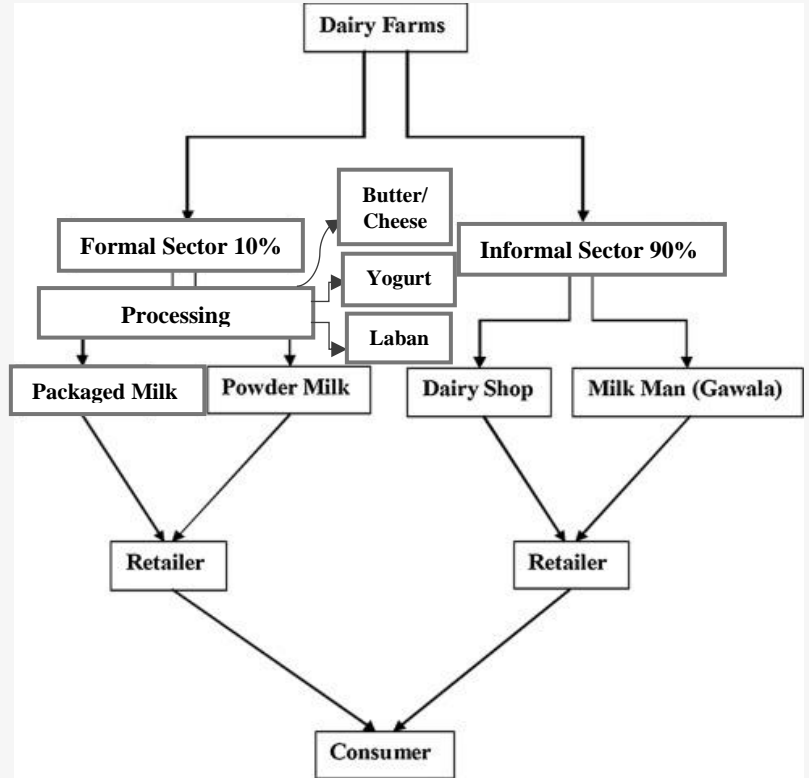 Dairy Farms
Butter/
Cheese
Formal Sector 10%
Informal Sector 90%
Yogurt
Processing
Laban
Packaged Milk
Powder Milk
Dairy Shop
Milk Man (Gawala)
Retailer
Retailer
Consumer